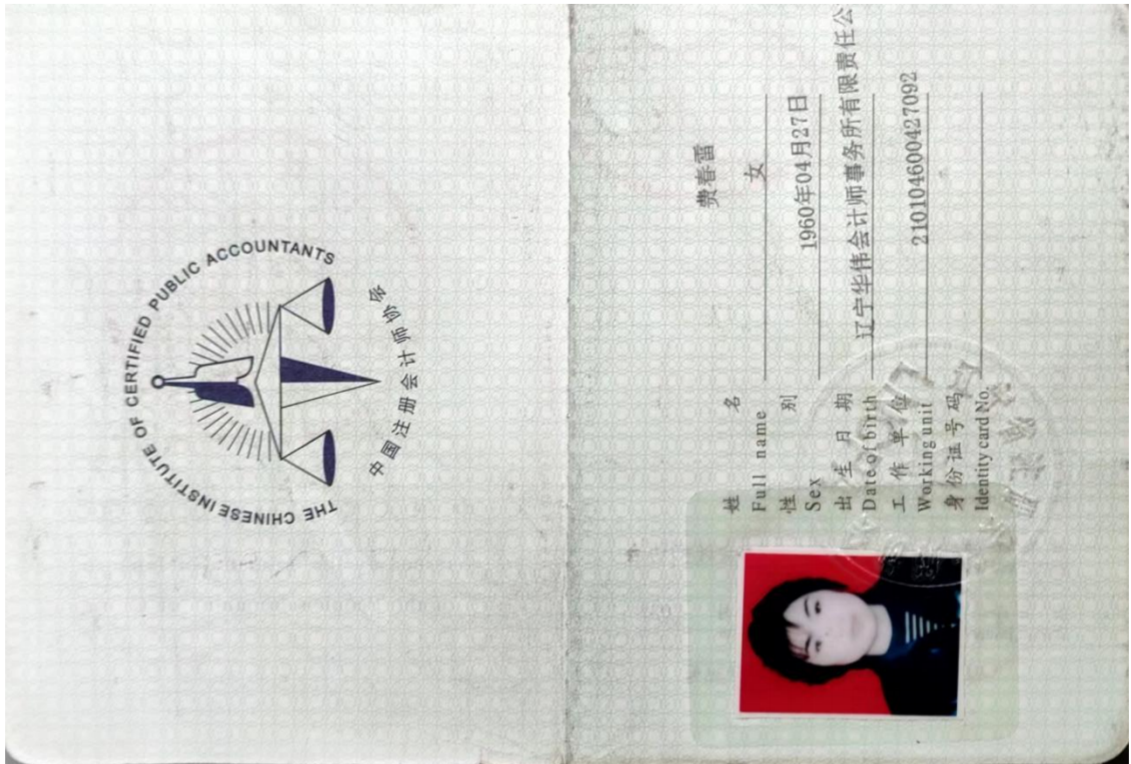 THE CHINESE INSTITUTE OF CERTIFIED PUBLIC ACCOUNTANTS
中国注册会计师协会
姓名 费春雷
Full name
性别 女
Sex
出生日期 1960年04月27日
Date of birth
工作单位 辽宁华伟会计师事务所有限责任公
Working unit
身份证号码 210104600427092
Identity card No.